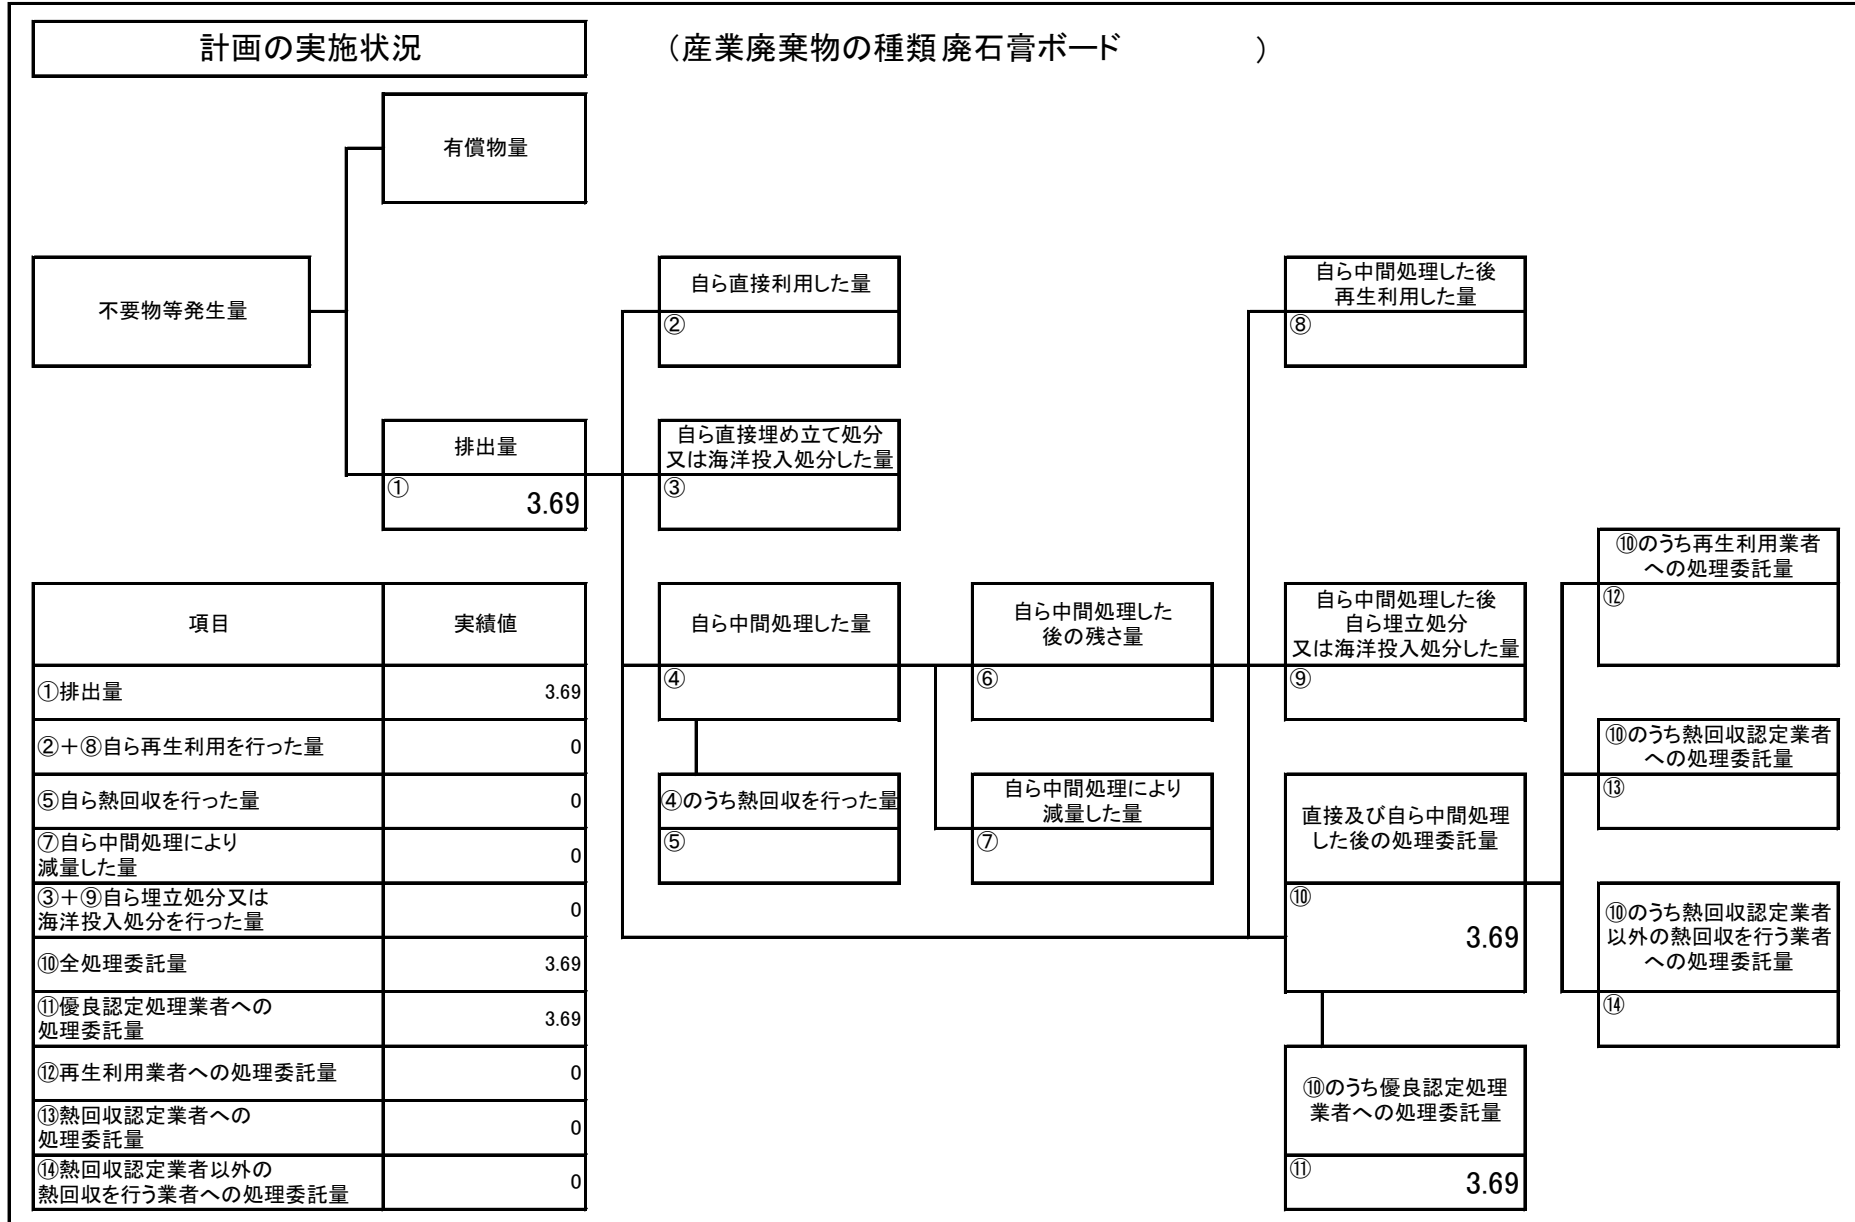 計画の実施状況
（産業廃棄物の種類 廃石膏ボード　　　　　）
有償物量
不要物等発生量
自ら直接利用した量
②
自ら中間処理した後
再生利用した量
⑧
排出量
①
3.69
自ら直接埋め立て処分
又は海洋投入処分した量
③
自ら中間処理した量
④
自ら中間処理した
後の残さ量
⑥
自ら中間処理した後
自ら埋立処分
又は海洋投入処分した量
⑨
⑩のうち再生利用業者
への処理委託量
⑫
④のうち熱回収を行った量
⑤
自ら中間処理により
減量した量
⑦
直接及び自ら中間処理
した後の処理委託量
⑩
3.69
⑩のうち熱回収認定業者
への処理委託量
⑬
⑩のうち熱回収認定業者
以外の熱回収を行う業者
への処理委託量
⑭
⑩のうち優良認定処理
業者への処理委託量
⑪
3.69
項目 実績値
①排出量 3.69
②＋⑧自ら再生利用を行った量 0
⑤自ら熱回収を行った量 0
⑦自ら中間処理により
減量した量 0
③＋⑨自ら埋立処分又は
海洋投入処分を行った量 0
⑩全処理委託量 3.69
⑪優良認定処理業者への
処理委託量 3.69
⑫再生利用業者への処理委託量 0
⑬熱回収認定業者への
処理委託量 0
⑭熱回収認定業者以外の
熱回収を行う業者への処理委託量 0